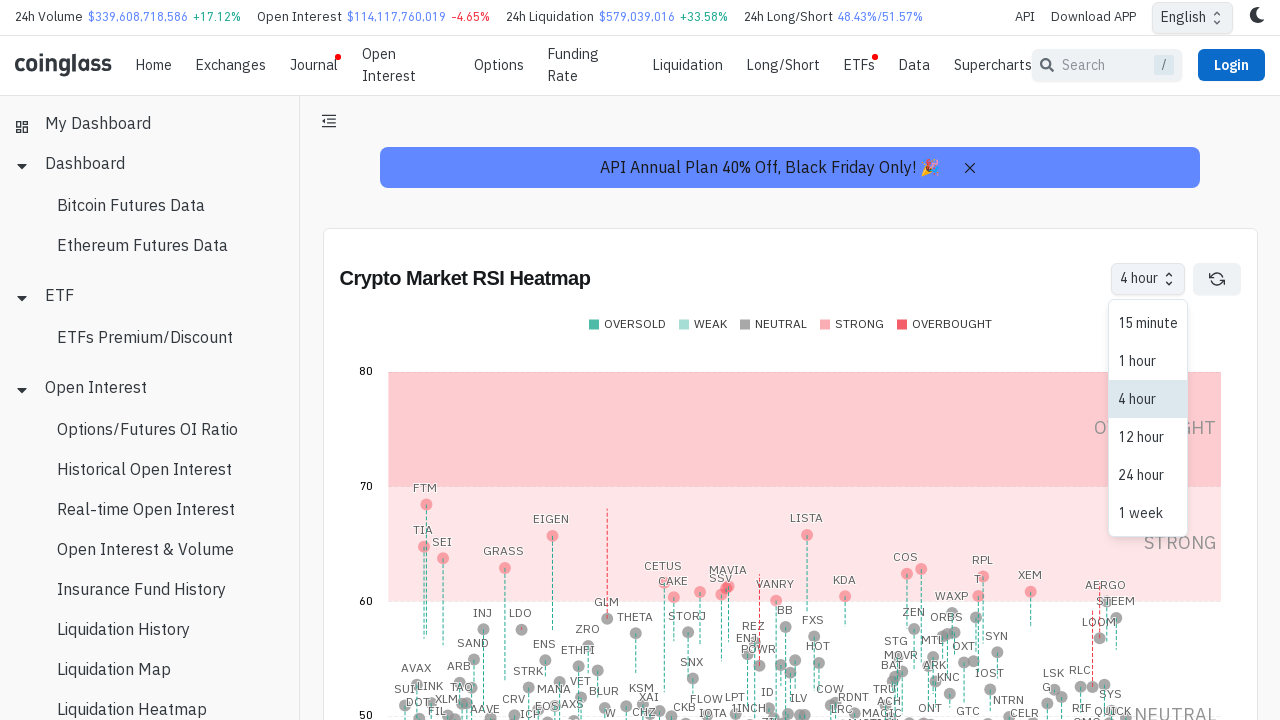 24h Volume $339,608,718,586 +17.12% Open Interest $114,117,760,019 -4.65% 24h Liquidation $579,039,016 +33.58% 24h Long/Short 48.43%/51.57% API Download APP English
coinglass Home Exchanges Journal Open Interest Options Funding Rate Liquidation Long/Short ETFs Data Supercharts Search / Login
My Dashboard
Dashboard
Bitcoin Futures Data
Ethereum Futures Data
ETF
ETFs Premium/Discount
Open Interest
Options/Futures OI Ratio
Historical Open Interest
Real-time Open Interest
Open Interest & Volume
Insurance Fund History
Liquidation History
Liquidation Map
Liquidation Heatmap
API Annual Plan 40% Off, Black Friday Only! 🎉
Crypto Market RSI Heatmap
4 hour
15 minute
1 hour
4 hour
12 hour
24 hour
1 week
OVERSOLD WEAK NEUTRAL STRONG OVERBOUGHT
80
70
FTM
EIGEN LISTA
TIA SEI
STRONG
GRASS COS RPL
CETUS CAKE MAVIA SSV VANRY KDA XEM
AERGO
60
GLM WAXP STEEM
INJ LDO THETA STORJ BB FXS ZEN ORBS LOOM
ZRO REZ
SAND ENS ENJ POWR HOT STG MTL OXT SYN
AVAX ARB STRK ETHFI SNX MOVR BAT ARK KNC IOST LSK RLC
SUI LINK TAO MANA VET BLUR KSM ID COW TRU SYS
DOT XLM CRV AXS XAI FLOW LPT ILV RDNT ACH NTRN
FIL AAVE ICH EOS W CHZ CKB IOTA 1INCH LRC MAGIC ONT GTC CELR RIF QUICK
50
NEUTRAL